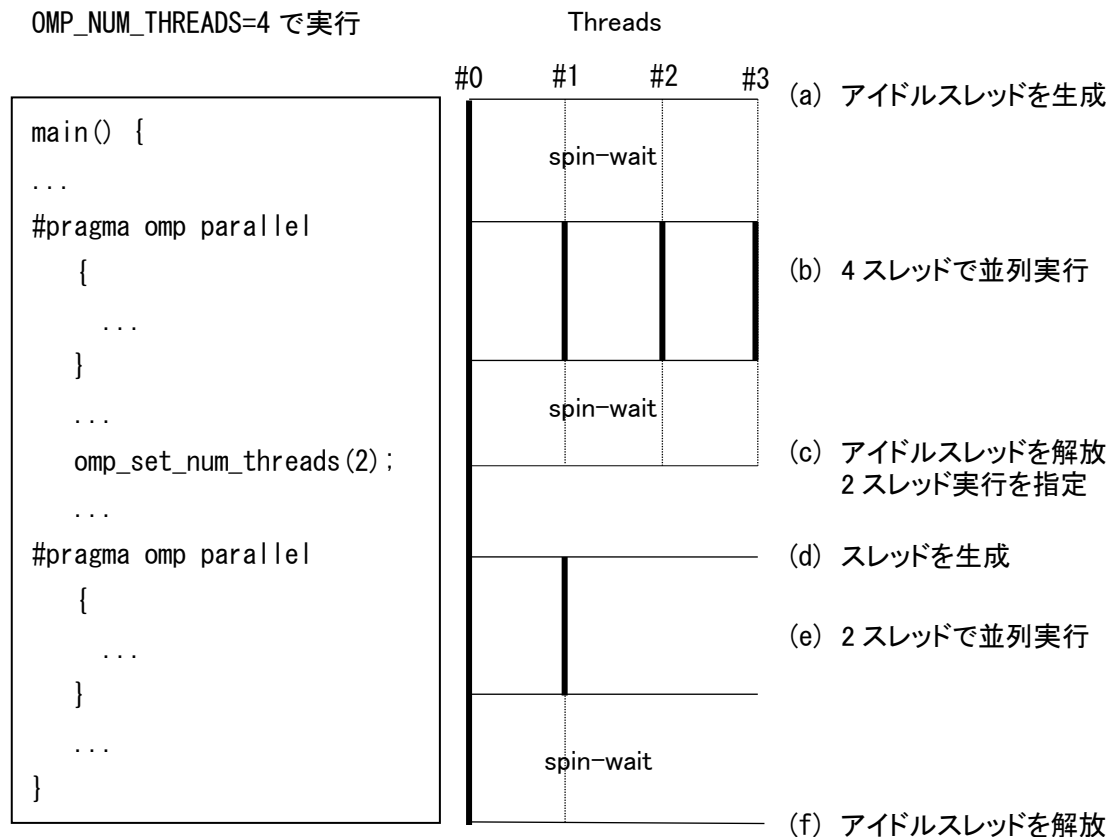 OMP_NUM_THREADS=4 で実行
Threads
#0 #1 #2 #3
(a) アイドルスレッドを生成
main() {
...
#pragma omp parallel
{
...
}
...
omp_set_num_threads(2);
...
#pragma omp parallel
{
...
}
...
}
spin-wait
(b) 4 スレッドで並列実行
spin-wait
(c) アイドルスレッドを解放
2 スレッド実行を指定
(d) スレッドを生成
(e) 2 スレッドで並列実行
spin-wait
(f) アイドルスレッドを解放